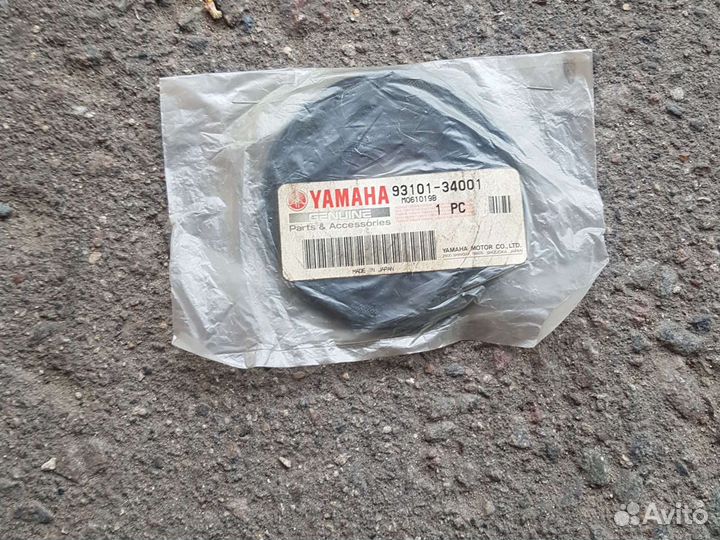 YAMAHA 93101-34001
M0610198
GENUINE 1 PC
Parts & Accessories
YAMAHA MOTOR CO., LTD.
MADE IN JAPAN
Avito